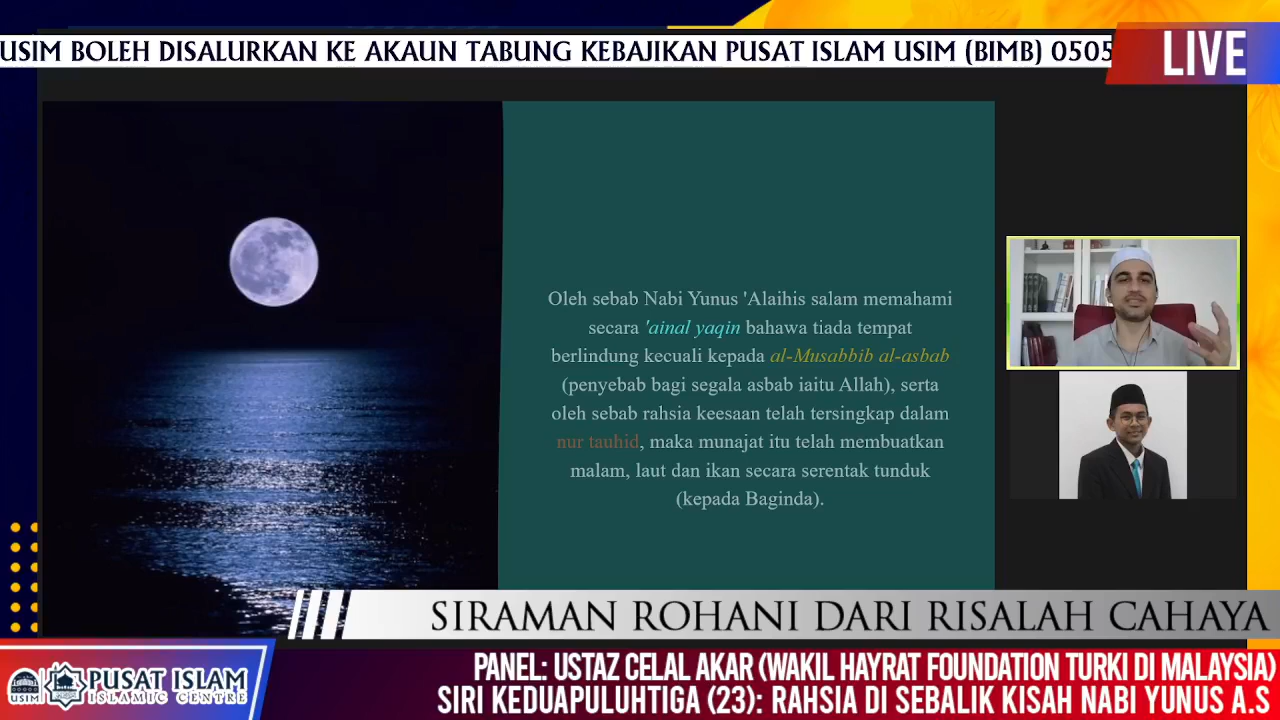 USIM BOLEH DISALURKAN KE AKAUN TABUNG KEBAJIKAN PUSAT ISLAM USIM (BIMB) 0505
LIVE
Oleh sebab Nabi Yunus 'Alaihis salam memahami
secara 'ainal yaqin bahawa tiada tempat
berlindung kecuali kepada al-Musabbib al-asbab
(penyebab bagi segala asbab iaitu Allah), serta
oleh sebab rahsia keesaan telah tersingkap dalam
nur tauhid, maka munajat itu telah membuatkan
malam, laut dan ikan secara serentak tunduk
(kepada Baginda).
SIRAMAN ROHANI DARI RISALAH CAHAYA
USIM
PUSAT ISLAM
ISLAMIC CENTRE
PANEL: USTAZ CELAL AKAR (WAKIL HAYRAT FOUNDATION TURKI DI MALAYSIA)
SIRI KEDUAPULUHTIGA (23): RAHSIA DI SEBALIK KISAH NABI YUNUS A.S